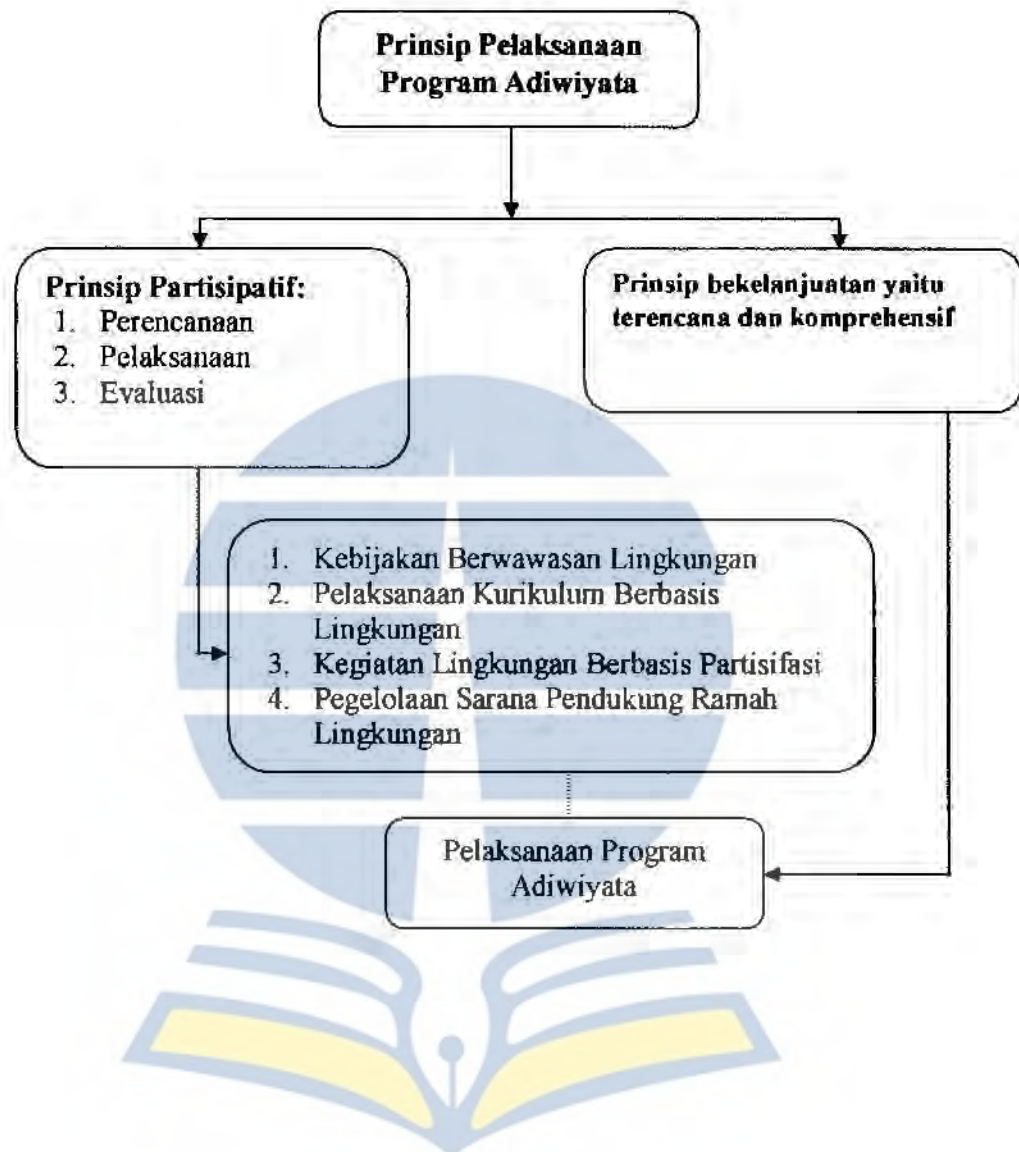 Prinsip Pelaksanaan
Program Adiwiyata
Prinsip Partisipatif:
1. Perencanaan
2. Pelaksanaan
3. Evaluasi
Prinsip bekelanjuatan yaitu
terencana dan komprehensif
1. Kebijakan Berwawasan Lingkungan
2. Pelaksanaan Kurikulum Berbasis
Lingkungan
3. Kegiatan Lingkungan Berbasis Partisifasi
4. Pegelolaan Sarana Pendukung Ramah
Lingkungan
Pelaksanaan Program
Adiwiyata